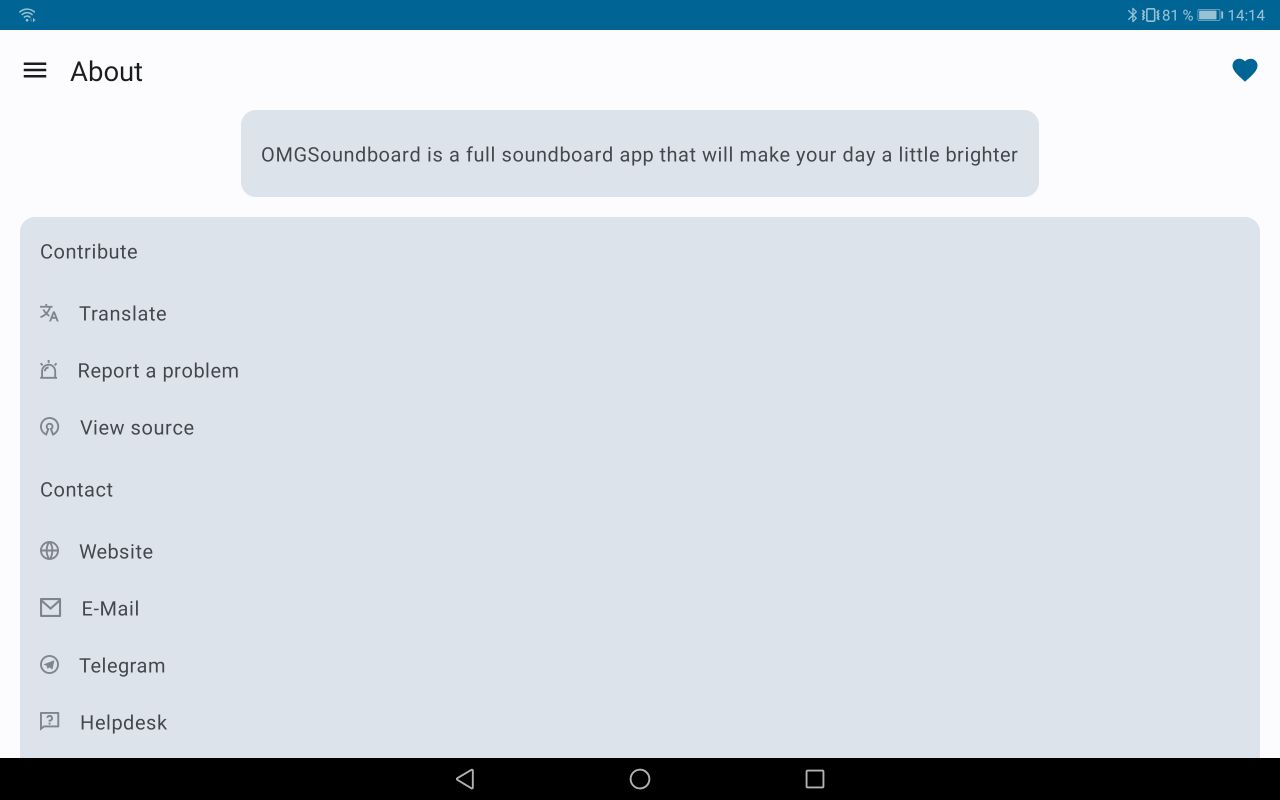 81 % 14:14
About
OMGSoundboard is a full soundboard app that will make your day a little brighter
Contribute
Translate
Report a problem
View source
Contact
Website
E-Mail
Telegram
Helpdesk